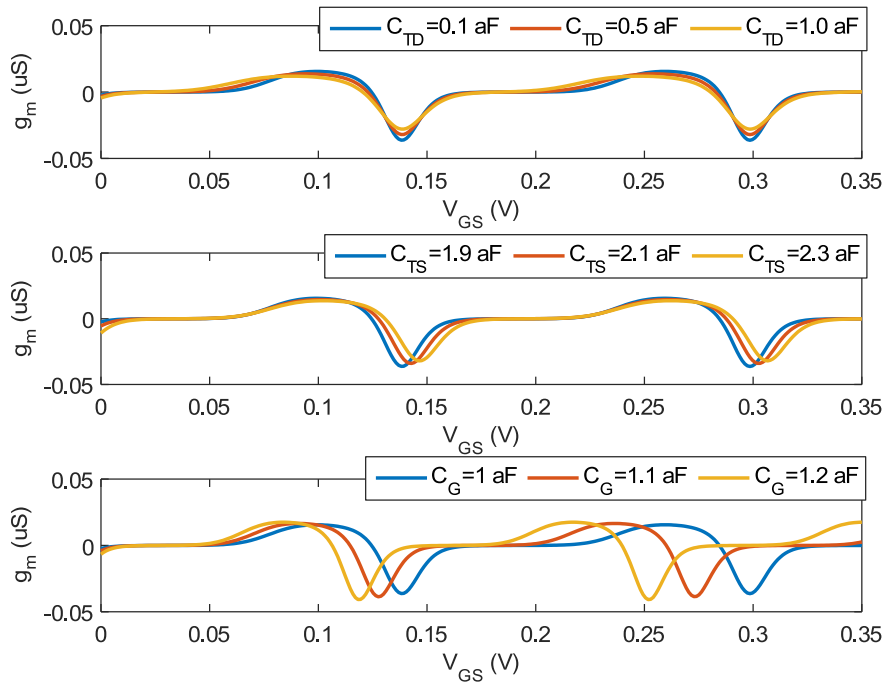 0.05
C_TD=0.1 aF C_TD=0.5 aF C_TD=1.0 aF
g_m (uS)
0
-0.05
0 0.05 0.1 0.15 0.2 0.25 0.3 0.35
V_GS (V)
0.05
C_TS=1.9 aF C_TS=2.1 aF C_TS=2.3 aF
g_m (uS)
0
-0.05
0 0.05 0.1 0.15 0.2 0.25 0.3 0.35
V_GS (V)
0.05
C_G=1 aF C_G=1.1 aF C_G=1.2 aF
g_m (uS)
0
-0.05
0 0.05 0.1 0.15 0.2 0.25 0.3 0.35
V_GS (V)